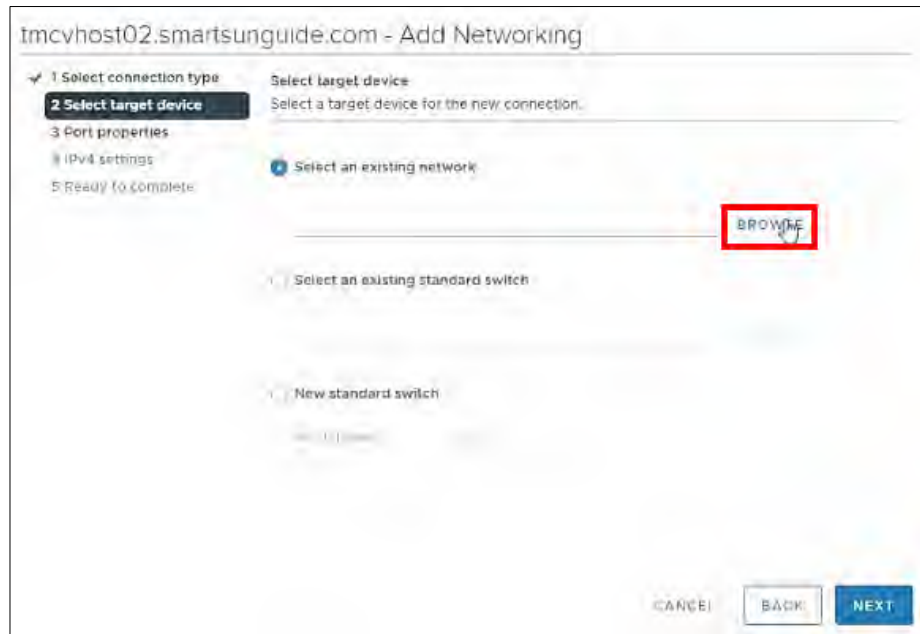 tmcvhost02.smartsunguide.com - Add Networking
1 Select connection type
2 Select target device
3 Port properties
4 IPv4 settings
5 Ready to complete
Select target device
Select a target device for the new connection.
Select an existing network
BROWSE
Select an existing standard switch
New standard switch
CANCEL
BACK
NEXT